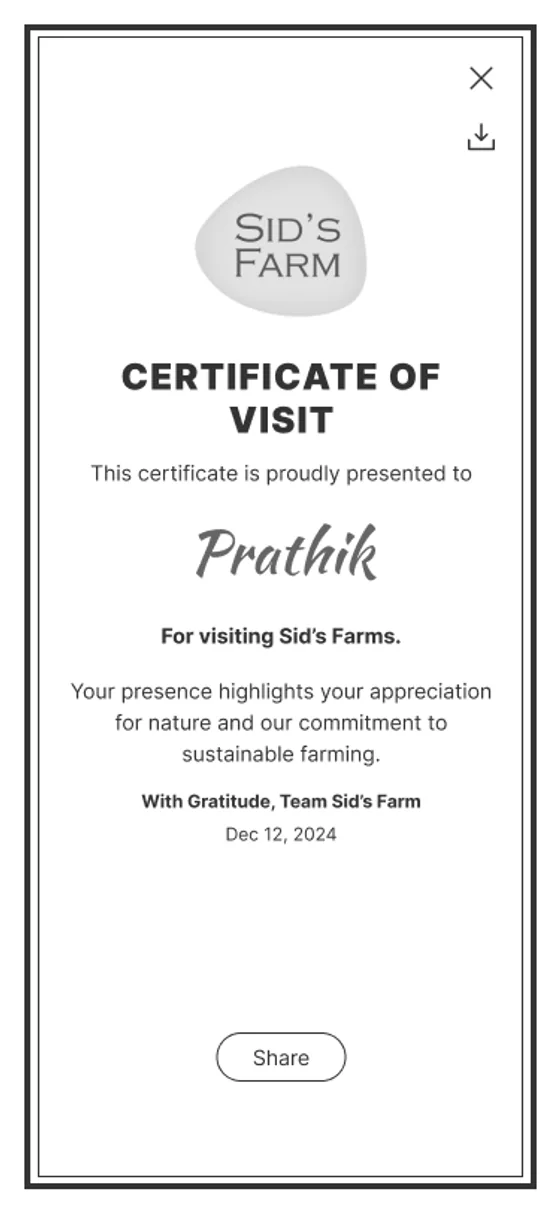 SID'S
FARM
CERTIFICATE OF
VISIT
This certificate is proudly presented to
Prathik
For visiting Sid's Farms.
Your presence highlights your appreciation
for nature and our commitment to
sustainable farming.
With Gratitude, Team Sid's Farm
Dec 12, 2024
Share